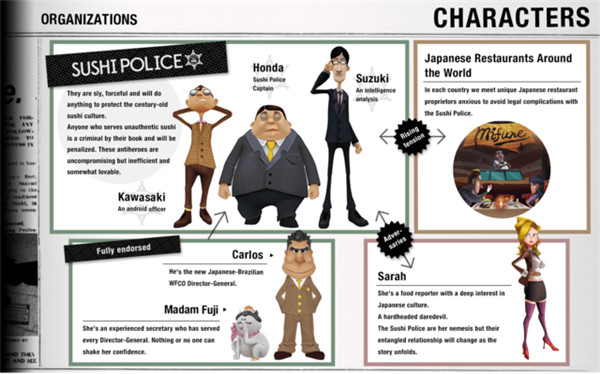 ORGANIZATIONS
CHARACTERS
SUSHI POLICE
They are sly, forceful and will do
anything to protect the century-old
sushi culture.
Anyone who serves unauthentic sushi
is a criminal by their book and will be
penalized. These antiheroes are
uncompromising but inefficient and
somewhat lovable.
Honda
Sushi Police
Captain
Suzuki
An intelligence
analysis
Kawasaki
An android officer
Rising
tension
Japanese Restaurants Around
the World
In each country we meet unique Japanese restaurant
proprietors anxious to avoid legal complications with
the Sushi Police.
Mifune
Fully endorsed
Carlos
He's the new Japanese-Brazilian
WFCO Director-General.
Madam Fuji
She's an experienced secretary who has served
every Director-General. Nothing or no one can
shake her confidence.
Adver-
saries
Sarah
She's a food reporter with a deep interest in
Japanese culture.
A hardheaded daredevil.
The Sushi Police are her nemesis but their
entangled relationship will change as the
story unfolds.